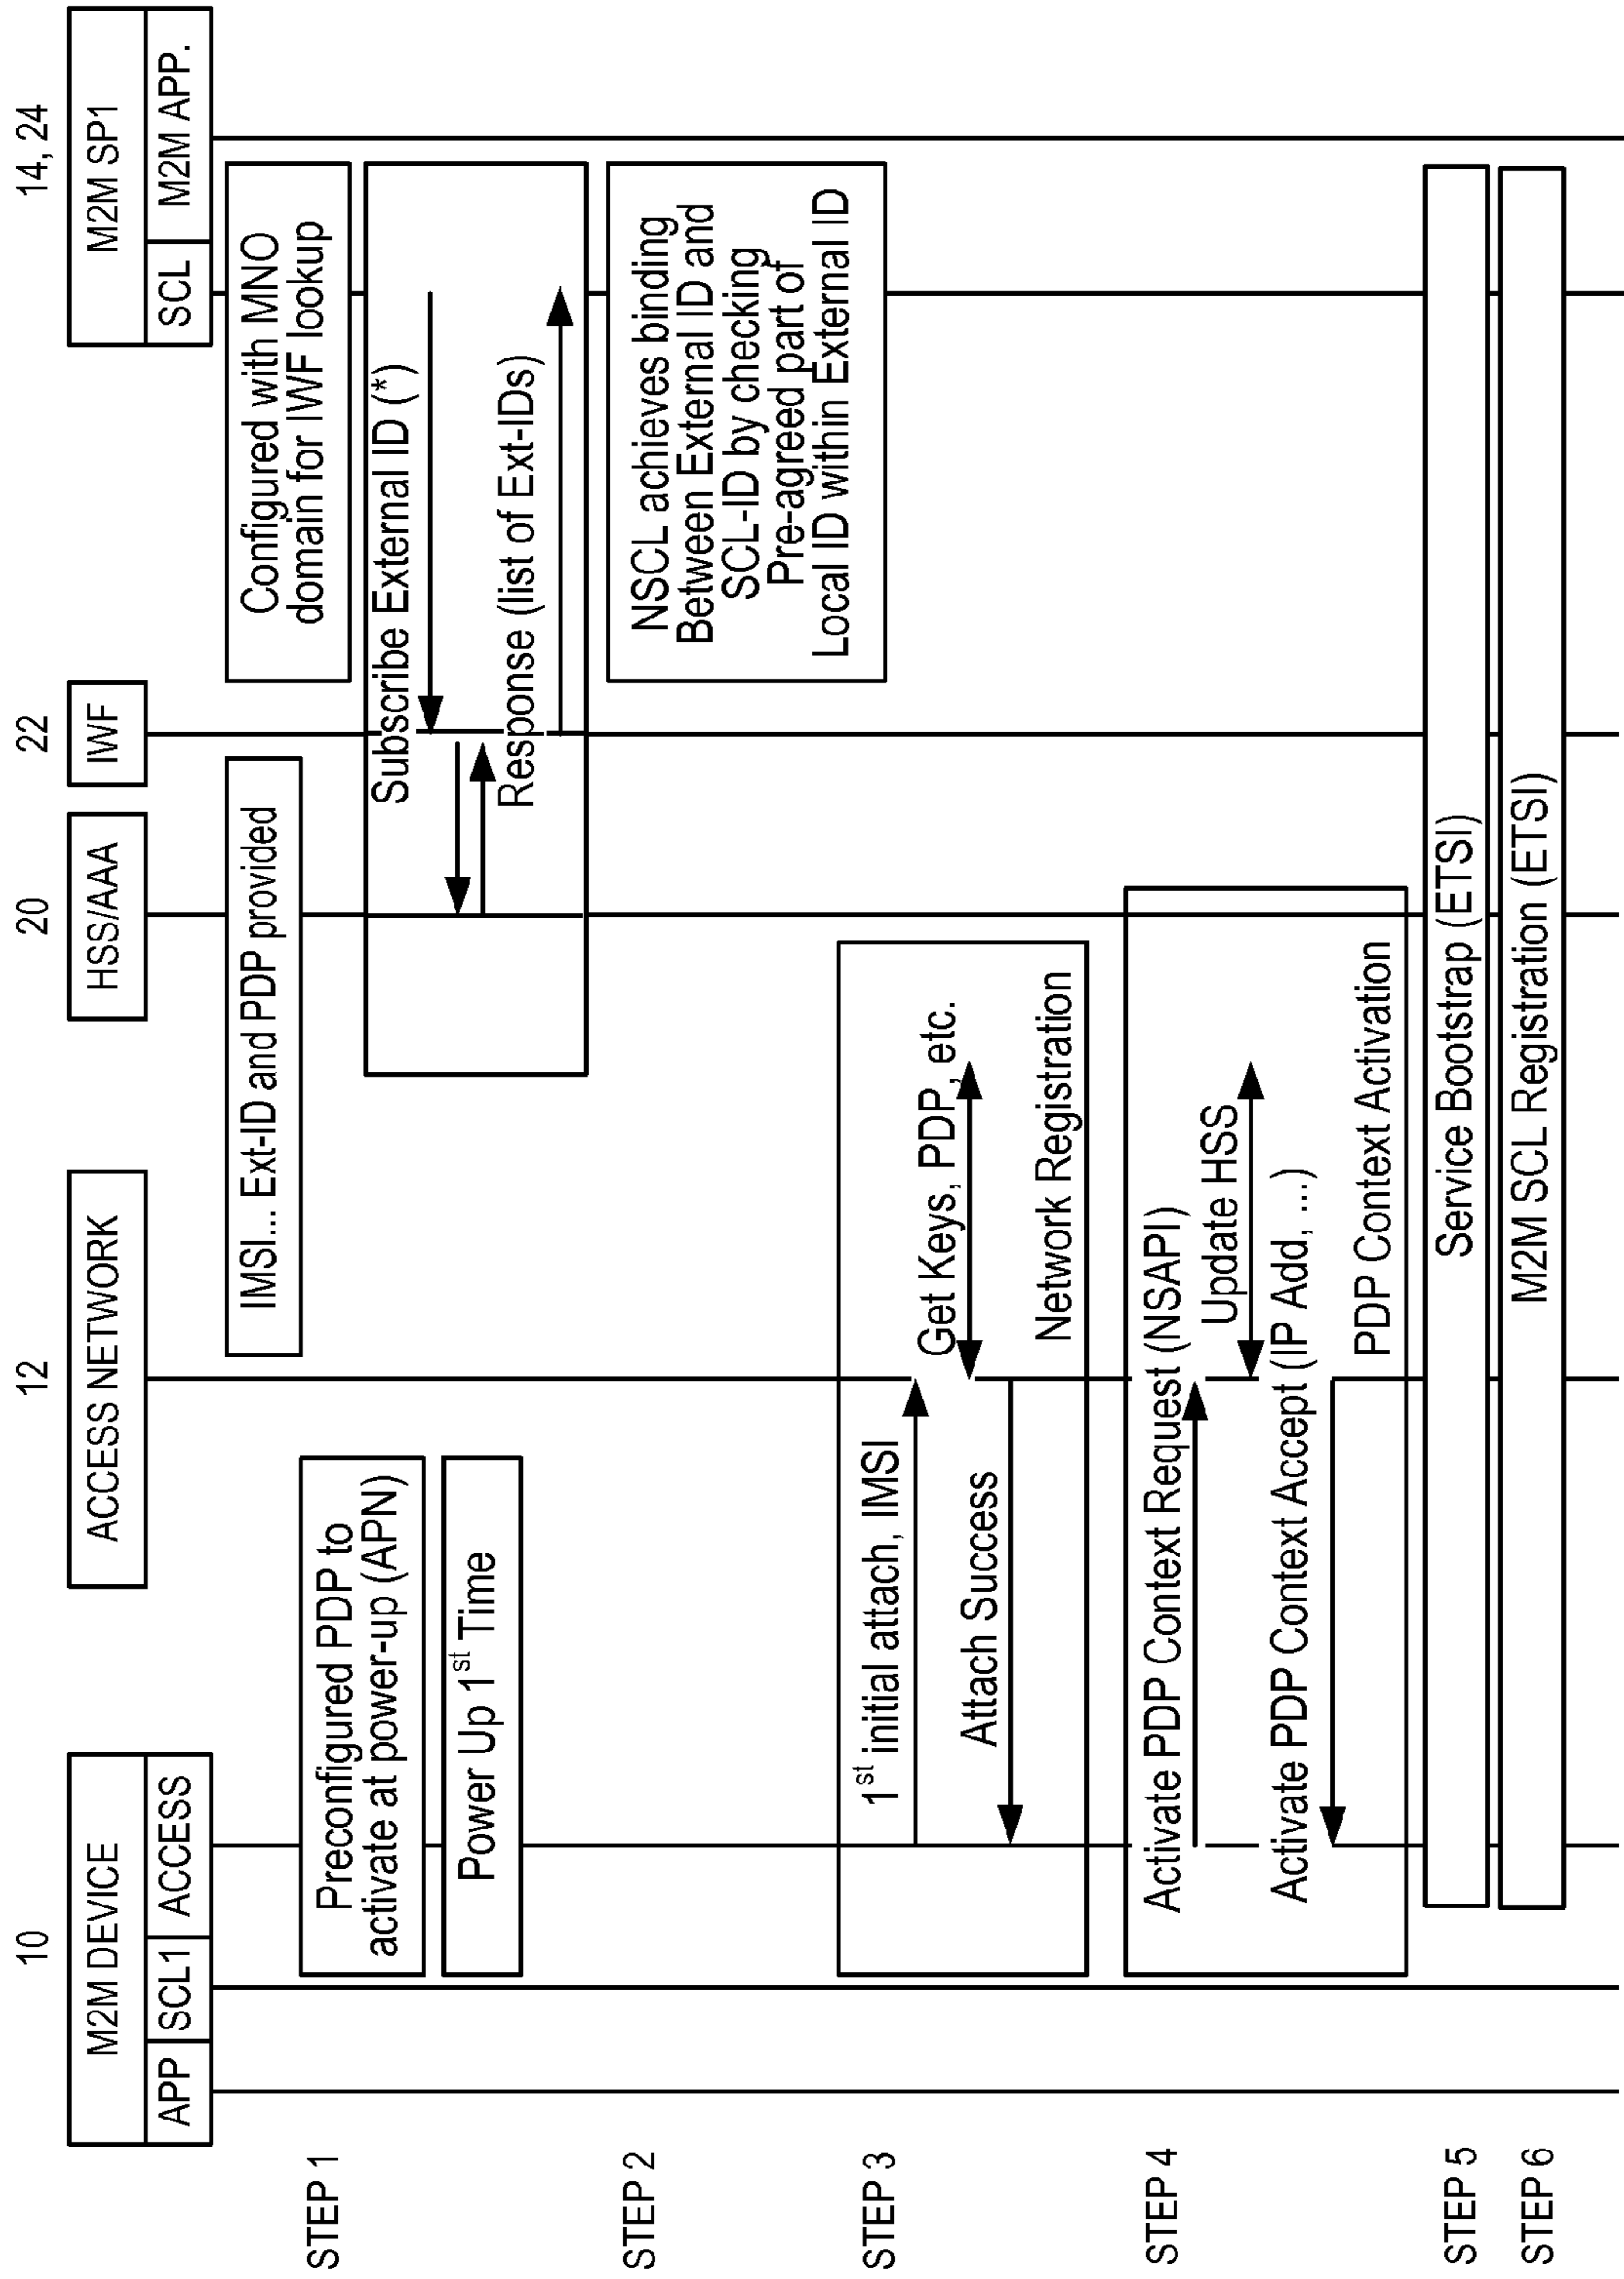 10
12
20
22
14, 24
M2M DEVICE
ACCESS NETWORK
HSS/AAA
IWF
M2M SP1
APP
SCL1
ACCESS
SCL
M2M APP.
STEP 1
IMSI... Ext-ID and PDP provided
Configured with MNO
domain for IWF lookup
Preconfigured PDP to
activate at power-up (APN)
Power Up 1st Time
Subscribe External ID (*)
Response (list of Ext-IDs)
STEP 2
NSCL achieves binding
Between External ID and
SCL-ID by checking
Pre-agreed part of
Local ID within External ID
STEP 3
1st initial attach, IMSI
Get Keys, PDP, etc.
Attach Success
Network Registration
STEP 4
Activate PDP Context Request (NSAPI)
Update HSS
Activate PDP Context Accept (IP Add, ...)
PDP Context Activation
STEP 5
Service Bootstrap (ETSI)
STEP 6
M2M SCL Registration (ETSI)